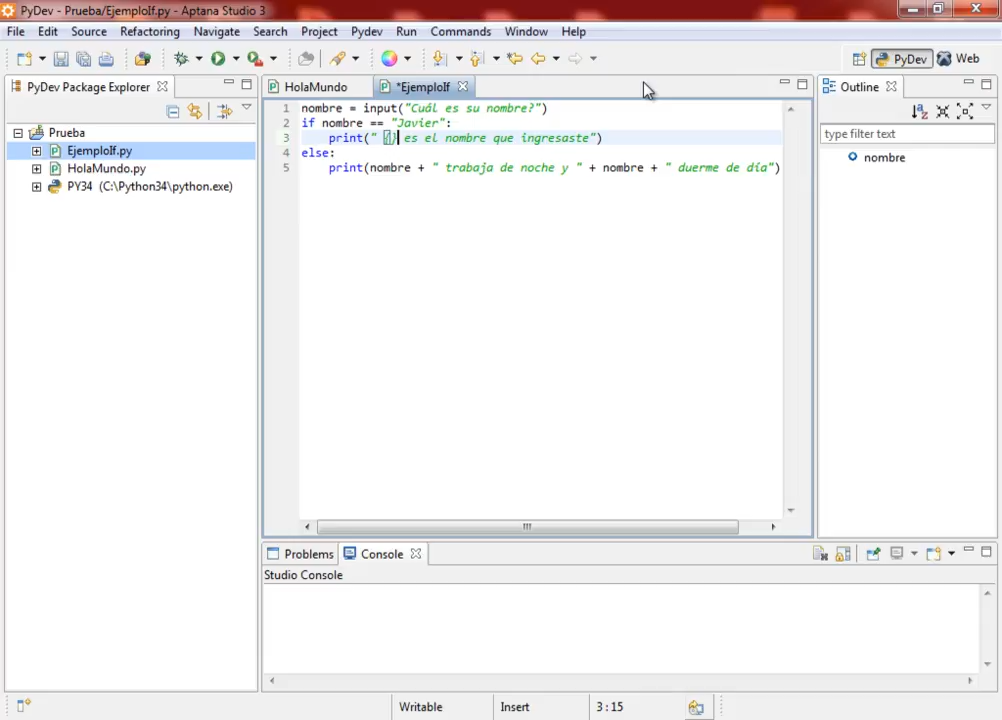 PyDev - Prueba/EjemploIf.py - Aptana Studio 3
File Edit Source Refactoring Navigate Search Project Pydev Run Commands Window Help
PyDev Web
PyDev Package Explorer
HolaMundo
*EjemploIf
Outline
type filter text
nombre
Prueba
EjemploIf.py
HolaMundo.py
PY34 (C:\Python34\python.exe)
1 nombre = input("Cuál es su nombre?")
2 if nombre == "Javier":
3 print(" {} es el nombre que ingresaste")
4 else:
5 print(nombre + " trabaja de noche y " + nombre + " duerme de día")
Problems Console
Studio Console
Writable Insert 3 : 15